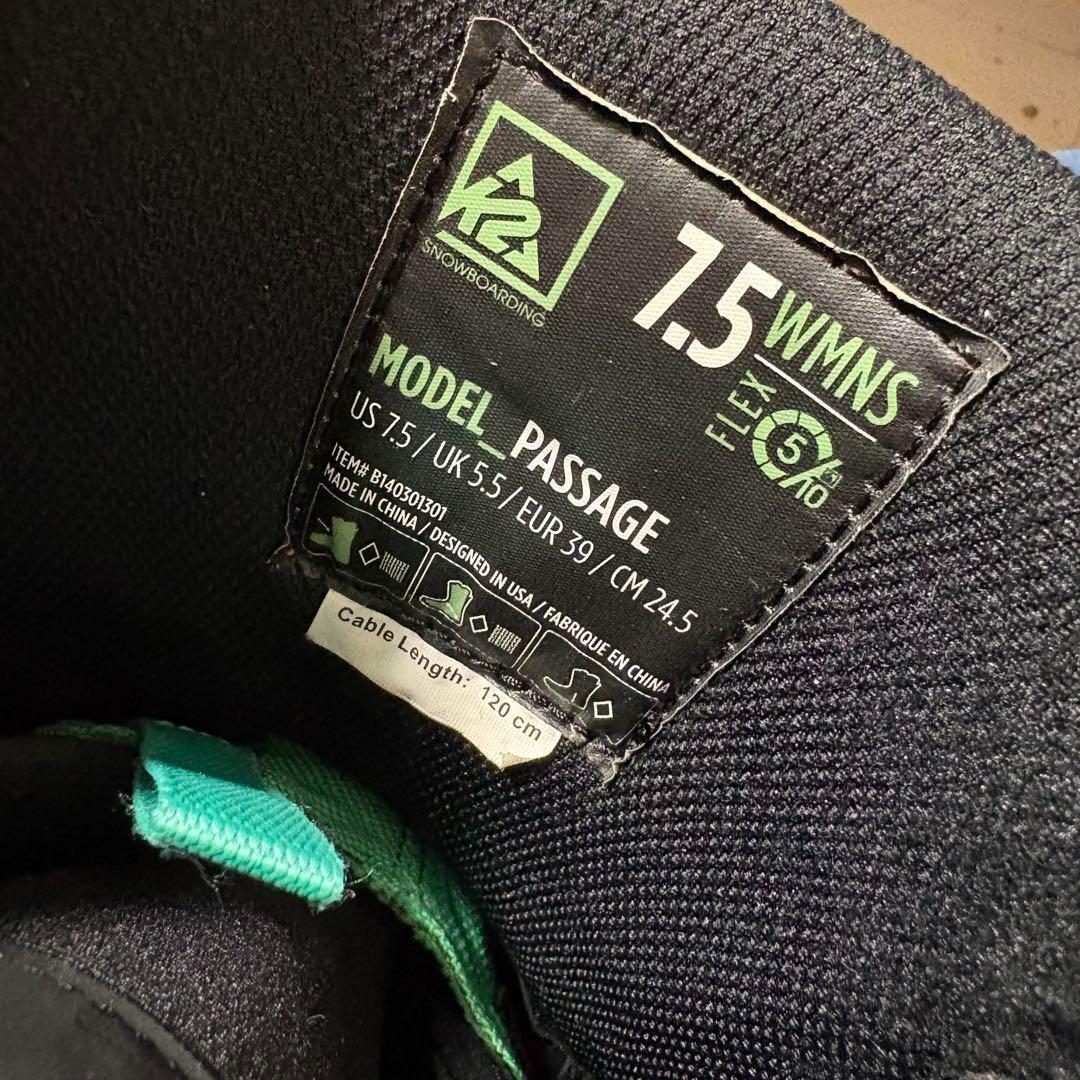 K2
SNOWBOARDING
7.5 WMNS
FLEX 5/10
MODEL_PASSAGE
US 7.5 / UK 5.5 / EUR 39 / CM 24.5
ITEM# B140301301
MADE IN CHINA / DESIGNED IN USA / FABRIQUE EN CHINA
Cable Length: 120 cm